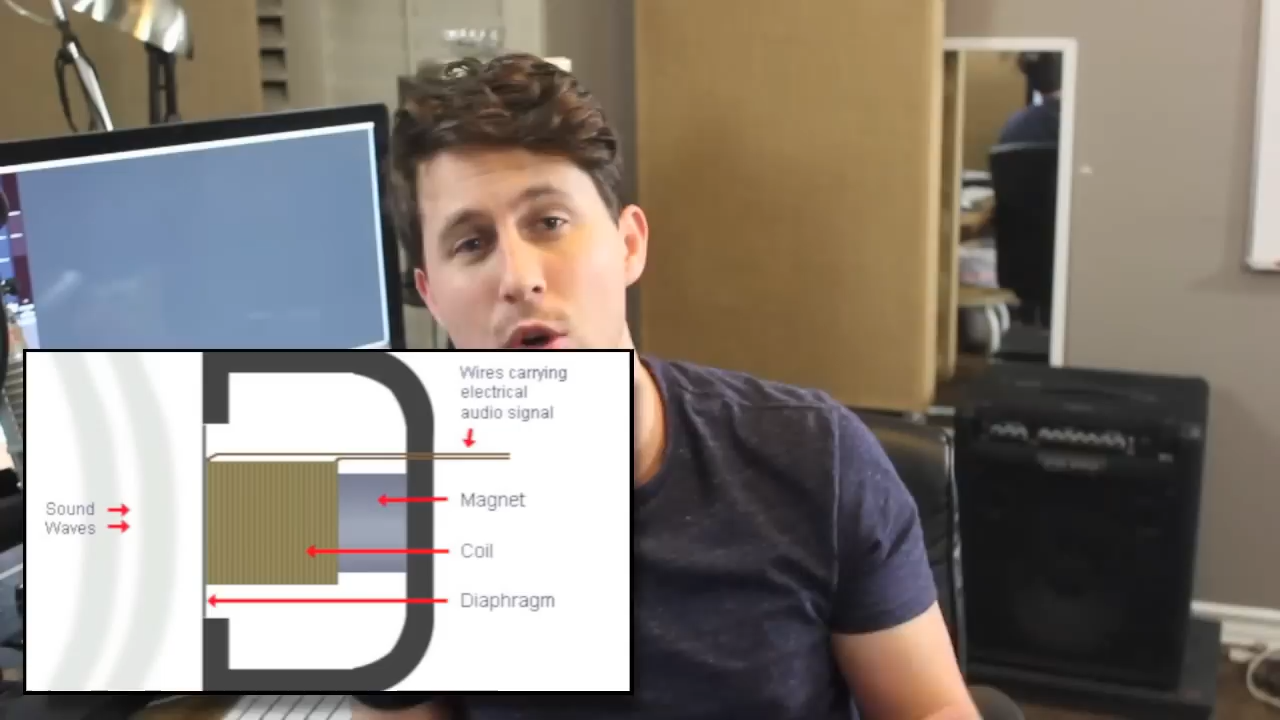 Wires carrying
electrical
audio signal
Sound
Waves
Magnet
Coil
Diaphragm